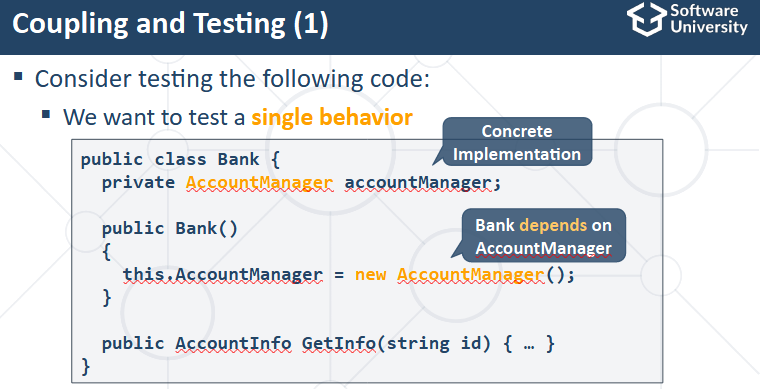 Coupling and Testing (1)
Software
University
▪ Consider testing the following code:
▪ We want to test a single behavior
Concrete
Implementation
public class Bank {
private AccountManager accountManager;
Bank depends on
AccountManager
public Bank()
{
this.AccountManager = new AccountManager();
}
public AccountInfo GetInfo(string id) { … }
}